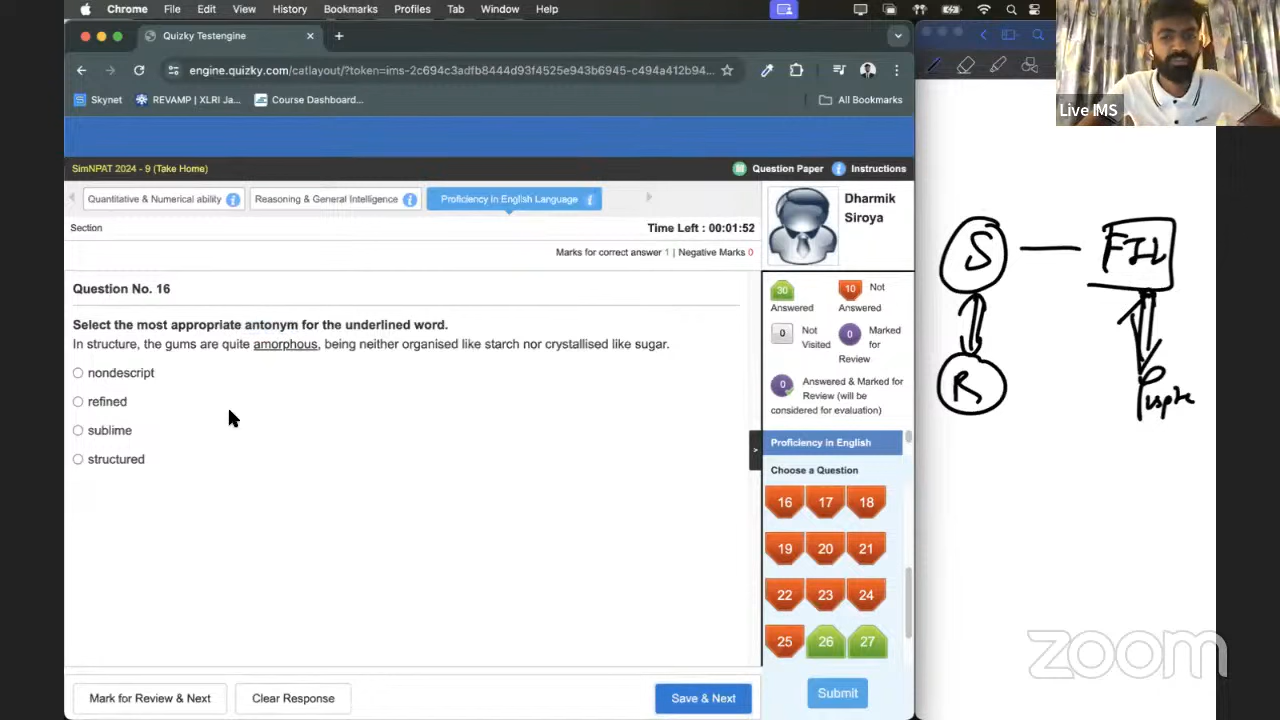 Chrome File Edit View History Bookmarks Profiles Tab Window Help
Quizky Testengine
engine.quizky.com/catlayout/?token=ims-2c694c3adfb6444d93f4525e943b6945-c494a412b94...
Skynet REVAMP | XLRI Ja... Course Dashboard... All Bookmarks
Live IMS
SimNPAT 2024 - 9 (Take Home) Question Paper Instructions
Quantitative & Numerical ability Reasoning & General Intelligence Proficiency in English Language
Dharmik
Siroya
Section Time Left : 00:01:52
Marks for correct answer 1 | Negative Marks 0
Question No. 16
Select the most appropriate antonym for the underlined word.
In structure, the gums are quite amorphous, being neither organised like starch nor crystallised like sugar.
nondescript
refined
sublime
structured
30 Answered
10 Not Answered
0 Not Visited
0 Marked for Review
0 Answered & Marked for Review (will be considered for evaluation)
Proficiency in English
Choose a Question
16 17 18
19 20 21
22 23 24
25 26 27
Mark for Review & Next Clear Response Save & Next Submit
S FIL
R
zoom